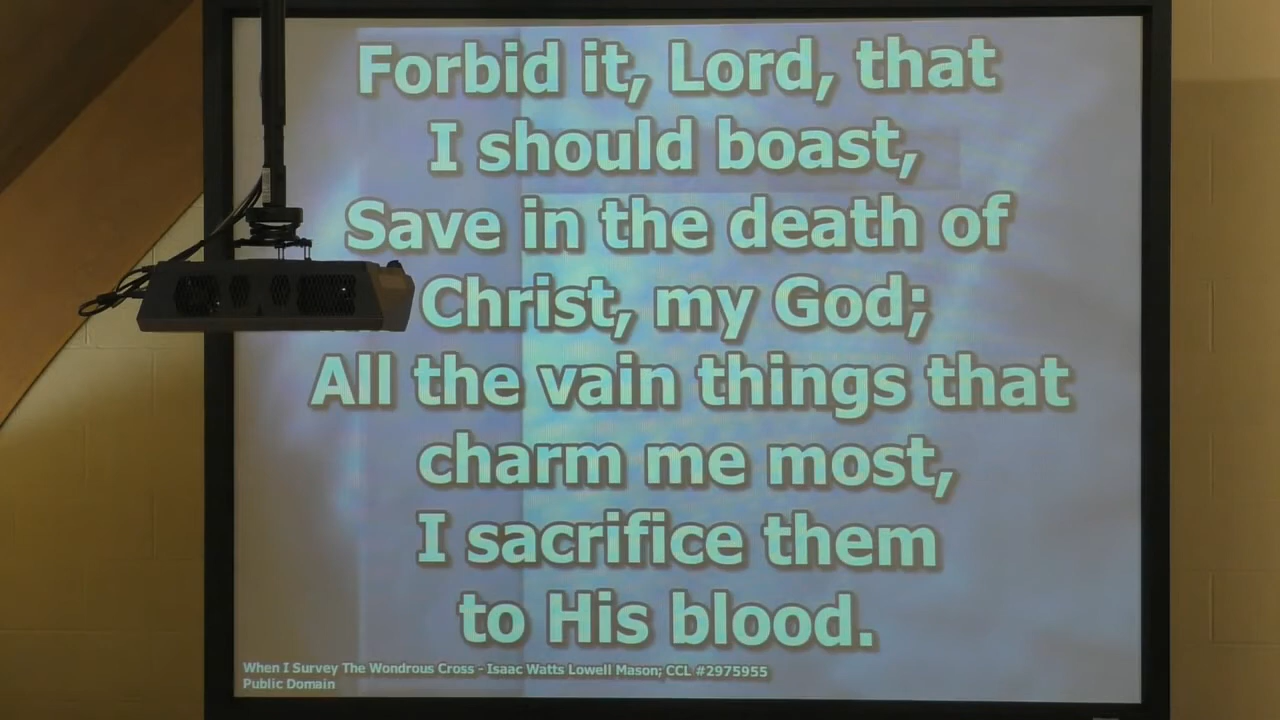 Forbid it, Lord, that
I should boast,
Save in the death of
Christ, my God;
All the vain things that
charm me most,
I sacrifice them
to His blood.
When I Survey The Wondrous Cross - Isaac Watts Lowell Mason; CCL #2975955
Public Domain